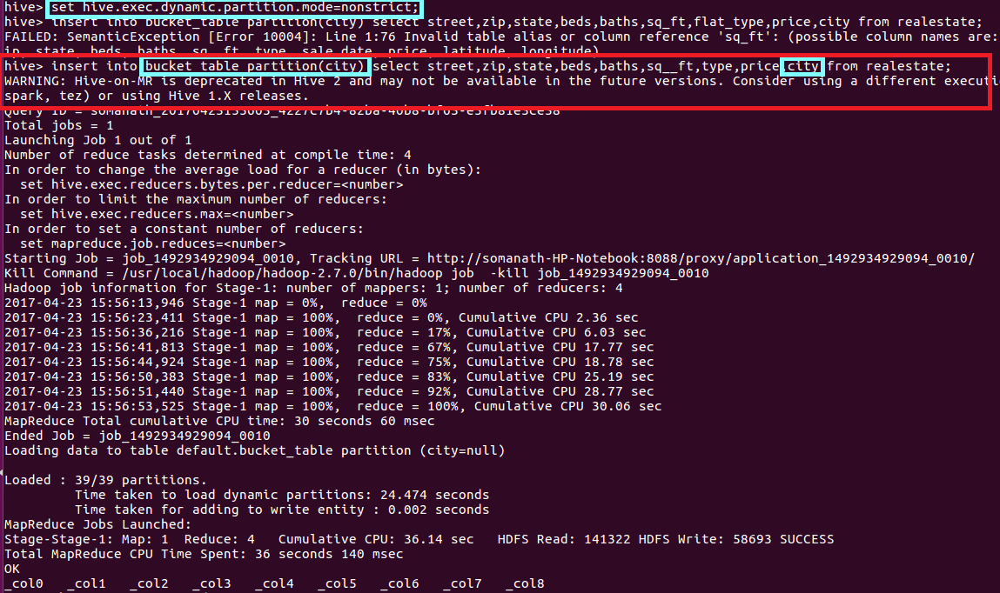 hive> set hive.exec.dynamic.partition.mode=nonstrict;
hive> insert into bucket_table partition(city) select street,zip,state,beds,baths,sq_ft,flat_type,price,city from realestate;
FAILED: SemanticException [Error 10004]: Line 1:76 Invalid table alias or column reference 'sq_ft': (possible column names are:
ip, state, beds, baths, sq__ft, type, sale_date, price, latitude, longitude)
hive> insert into bucket_table partition(city) select street,zip,state,beds,baths,sq__ft,type,price,city from realestate;
WARNING: Hive-on-MR is deprecated in Hive 2 and may not be available in the future versions. Consider using a different executi
spark, tez) or using Hive 1.X releases.
Query ID = somanath_20170423155605_4227c7b4-82ba-40b8-bf63-e5fb81e3ce38
Total jobs = 1
Launching Job 1 out of 1
Number of reduce tasks determined at compile time: 4
In order to change the average load for a reducer (in bytes):
  set hive.exec.reducers.bytes.per.reducer=<number>
In order to limit the maximum number of reducers:
  set hive.exec.reducers.max=<number>
In order to set a constant number of reducers:
  set mapreduce.job.reduces=<number>
Starting Job = job_1492934929094_0010, Tracking URL = http://somanath-HP-Notebook:8088/proxy/application_1492934929094_0010/
Kill Command = /usr/local/hadoop/hadoop-2.7.0/bin/hadoop job  -kill job_1492934929094_0010
Hadoop job information for Stage-1: number of mappers: 1; number of reducers: 4
2017-04-23 15:56:13,946 Stage-1 map = 0%,  reduce = 0%
2017-04-23 15:56:23,411 Stage-1 map = 100%,  reduce = 0%, Cumulative CPU 2.36 sec
2017-04-23 15:56:36,216 Stage-1 map = 100%,  reduce = 17%, Cumulative CPU 6.03 sec
2017-04-23 15:56:41,813 Stage-1 map = 100%,  reduce = 67%, Cumulative CPU 17.77 sec
2017-04-23 15:56:44,924 Stage-1 map = 100%,  reduce = 75%, Cumulative CPU 18.78 sec
2017-04-23 15:56:50,383 Stage-1 map = 100%,  reduce = 83%, Cumulative CPU 25.19 sec
2017-04-23 15:56:51,440 Stage-1 map = 100%,  reduce = 92%, Cumulative CPU 28.77 sec
2017-04-23 15:56:53,525 Stage-1 map = 100%,  reduce = 100%, Cumulative CPU 30.06 sec
MapReduce Total cumulative CPU time: 30 seconds 60 msec
Ended Job = job_1492934929094_0010
Loading data to table default.bucket_table partition (city=null)
Loaded : 39/39 partitions.
Time taken to load dynamic partitions: 24.474 seconds
Time taken for adding to write entity : 0.002 seconds
MapReduce Jobs Launched:
Stage-Stage-1: Map: 1  Reduce: 4   Cumulative CPU: 36.14 sec   HDFS Read: 141322 HDFS Write: 58693 SUCCESS
Total MapReduce CPU Time Spent: 36 seconds 140 msec
OK
_col0   _col1   _col2   _col3   _col4   _col5   _col6   _col7   _col8